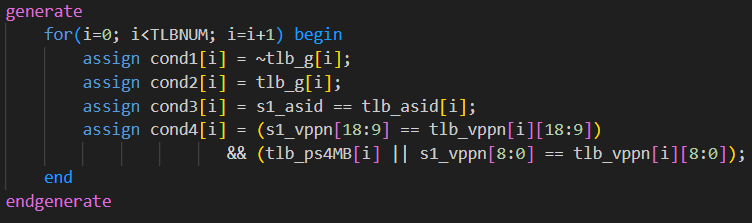 generate
    for(i=0; i<TLBNUM; i=i+1) begin
        assign cond1[i] = ~tlb_g[i];
        assign cond2[i] = tlb_g[i];
        assign cond3[i] = s1_asid == tlb_asid[i];
        assign cond4[i] = (s1_vppn[18:9] == tlb_vppn[i][18:9])
                       && (tlb_ps4MB[i] || s1_vppn[8:0] == tlb_vppn[i][8:0]);
    end
endgenerate